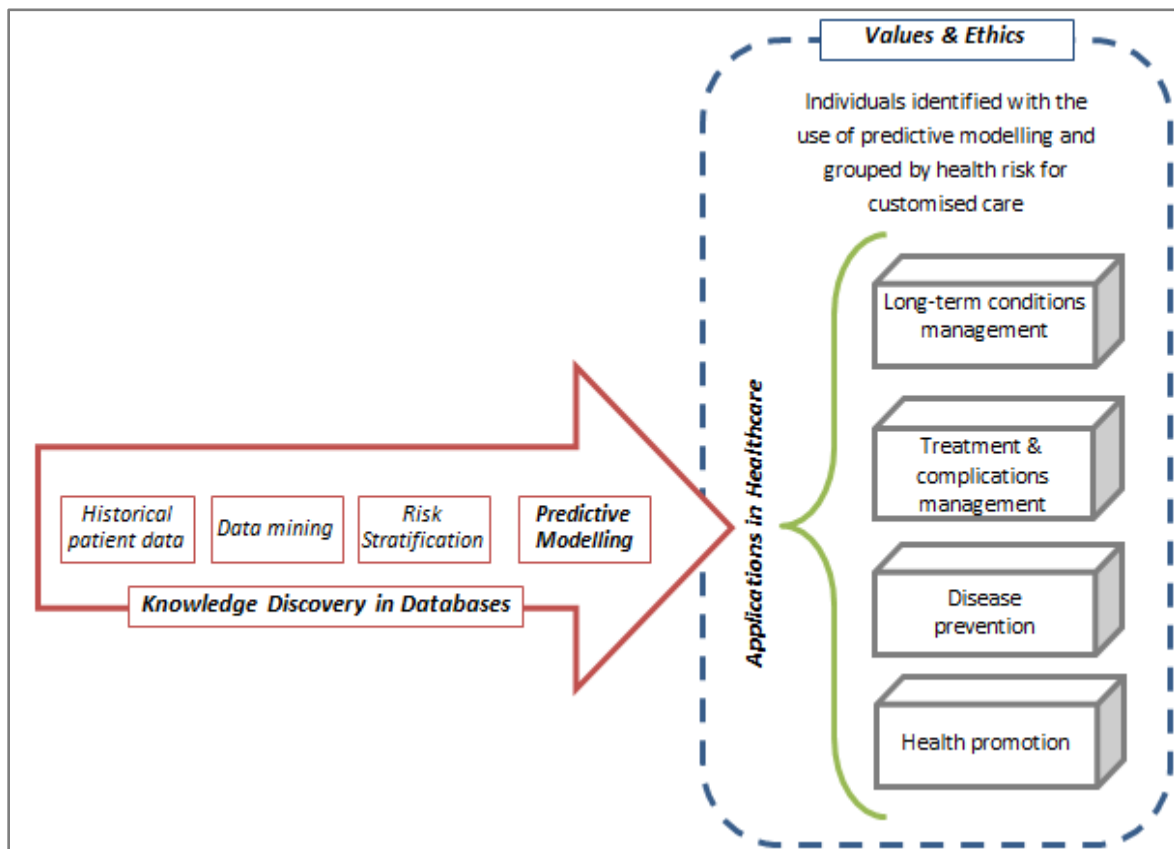 Values & Ethics
Individuals identified with the
use of predictive modelling and
grouped by health risk for
customised care
Long-term conditions
management
Treatment &
complications
management
Disease
prevention
Health promotion
Applications in Healthcare
Historical
patient data
Data mining
Risk
Stratification
Predictive
Modelling
Knowledge Discovery in Databases